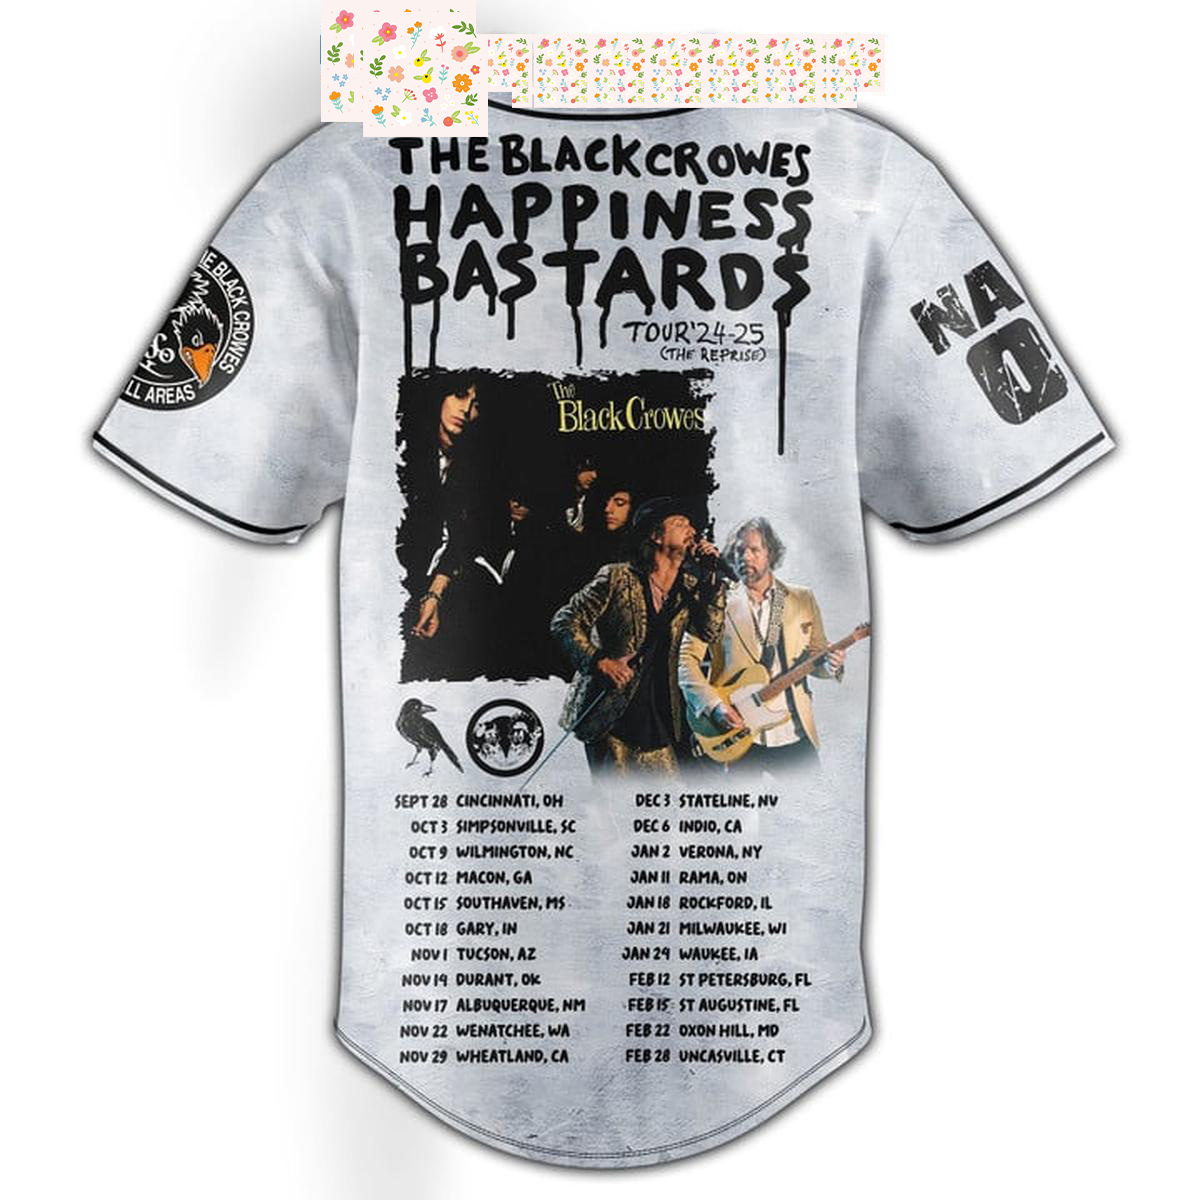 THE BLACK CROWES
HAPPINESS
BASTARDS
TOUR '24-25
(THE REPRISE)
The
Black Crowes
BLACK CROWES
AREAS
NA
O
SEPT 28 CINCINNATI, OH
OCT 3 SIMPSONVILLE, SC
OCT 9 WILMINGTON, NC
OCT 12 MACON, GA
OCT 15 SOUTHAVEN, MS
OCT 18 GARY, IN
NOV 1 TUCSON, AZ
NOV 14 DURANT, OK
NOV 17 ALBUQUERQUE, NM
NOV 22 WENATCHEE, WA
NOV 29 WHEATLAND, CA
DEC 3 STATELINE, NV
DEC 6 INDIO, CA
JAN 2 VERONA, NY
JAN 11 RAMA, ON
JAN 18 ROCKFORD, IL
JAN 21 MILWAUKEE, WI
JAN 24 WAUKEE, IA
FEB 12 ST PETERSBURG, FL
FEB 15 ST AUGUSTINE, FL
FEB 22 OXON HILL, MD
FEB 28 UNCASVILLE, CT